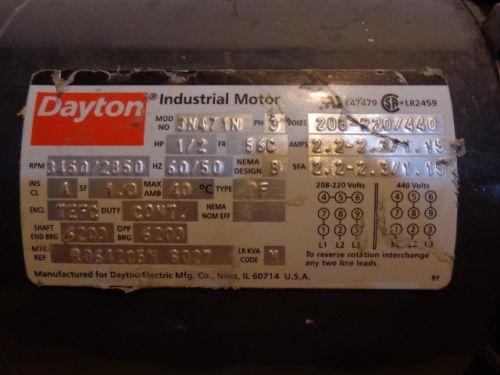 Dayton® Industrial Motor E47479 SA LR2459
MOD NO 3N471N PH 3 VOLTS 208-220/440
HP 1/2 FR 56C AMPS 2.2-2.3/1.15
RPM 3450/2850 HZ 60/50 NEMA DESIGN B SFA 2.2-2.3/1.15
INS CL A SF 1.0 MAX AMB 40 °C TYPE
ENCL TEFC DUTY CONT. NEMA NOM EFF
SHAFT END BRG 6203 OPP BRG 6203
MTR REF LR KVA CODE
208-220 Volts 440 Volts
4 5 6 4 5 6
7 8 9 7 8 9
1 2 3 1 2 3
L1 L2 L3 L1 L2 L3
To reverse rotation interchange
any two line leads.
Manufactured for Dayton Electric Mfg. Co., Niles, IL 60714 U.S.A. 97